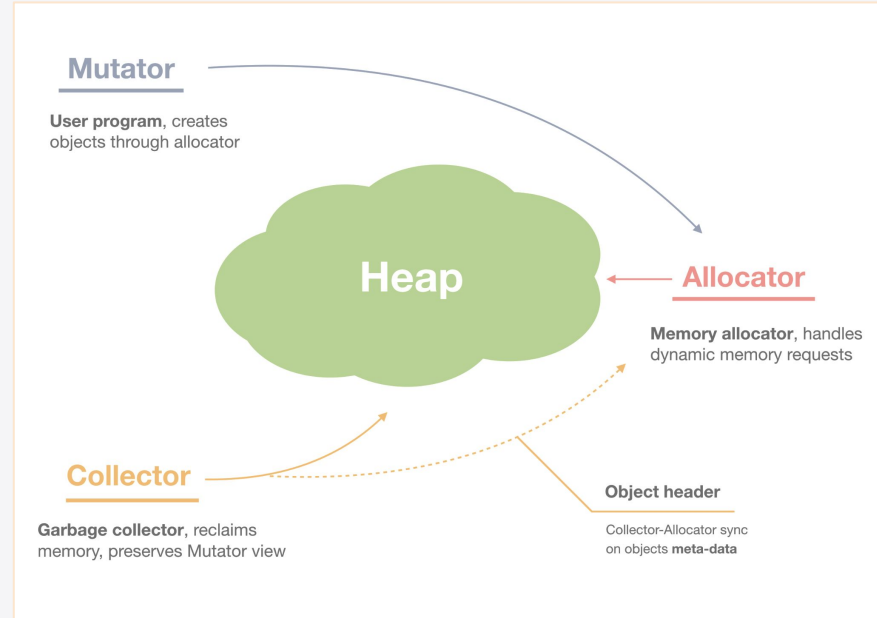 Mutator
User program, creates
objects through allocator
Heap
Allocator
Memory allocator, handles
dynamic memory requests
Collector
Garbage collector, reclaims
memory, preserves Mutator view
Object header
Collector-Allocator sync
on objects meta-data